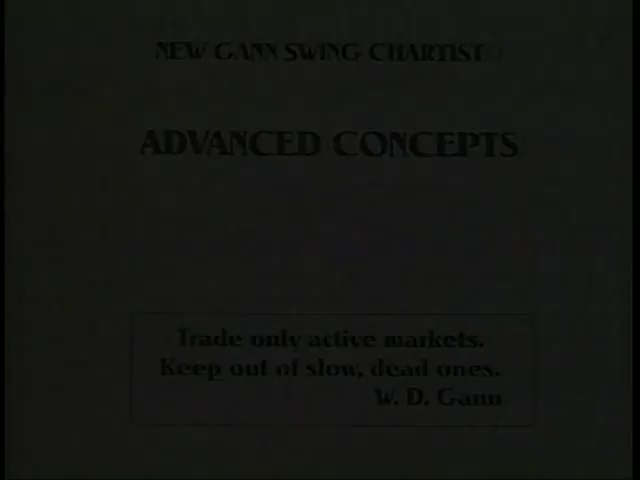 NEW GANN SWING CHARTIST
ADVANCED CONCEPTS
Trade only active markets.
Keep out of slow, dead ones.
W. D. Gann